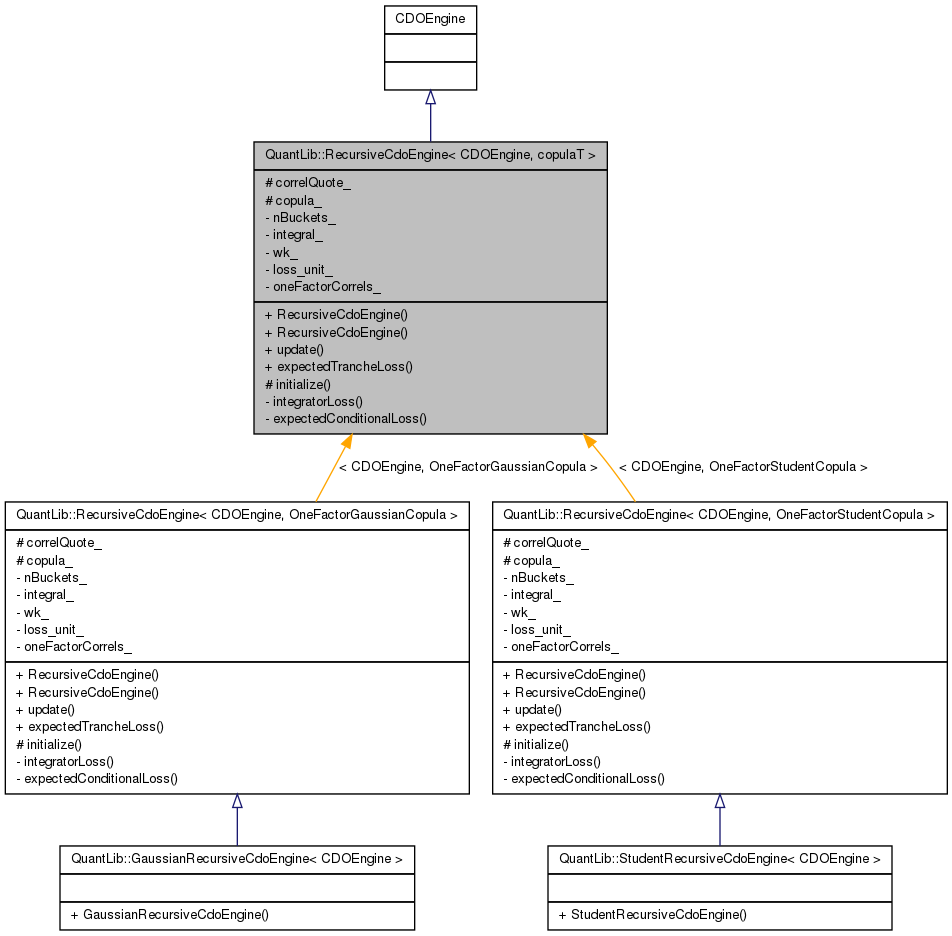 CDOEngine
QuantLib::RecursiveCdoEngine< CDOEngine, copulaT >
# correlQuote_
# copula_
- nBuckets_
- integral_
- wk_
- loss_unit_
- oneFactorCorrels_
+ RecursiveCdoEngine()
+ RecursiveCdoEngine()
+ update()
+ expectedTrancheLoss()
# initialize()
- integratorLoss()
- expectedConditionalLoss()
< CDOEngine, OneFactorGaussianCopula >
< CDOEngine, OneFactorStudentCopula >
QuantLib::RecursiveCdoEngine< CDOEngine, OneFactorGaussianCopula >
# correlQuote_
# copula_
- nBuckets_
- integral_
- wk_
- loss_unit_
- oneFactorCorrels_
+ RecursiveCdoEngine()
+ RecursiveCdoEngine()
+ update()
+ expectedTrancheLoss()
# initialize()
- integratorLoss()
- expectedConditionalLoss()
QuantLib::RecursiveCdoEngine< CDOEngine, OneFactorStudentCopula >
# correlQuote_
# copula_
- nBuckets_
- integral_
- wk_
- loss_unit_
- oneFactorCorrels_
+ RecursiveCdoEngine()
+ RecursiveCdoEngine()
+ update()
+ expectedTrancheLoss()
# initialize()
- integratorLoss()
- expectedConditionalLoss()
QuantLib::GaussianRecursiveCdoEngine< CDOEngine >
+ GaussianRecursiveCdoEngine()
QuantLib::StudentRecursiveCdoEngine< CDOEngine >
+ StudentRecursiveCdoEngine()